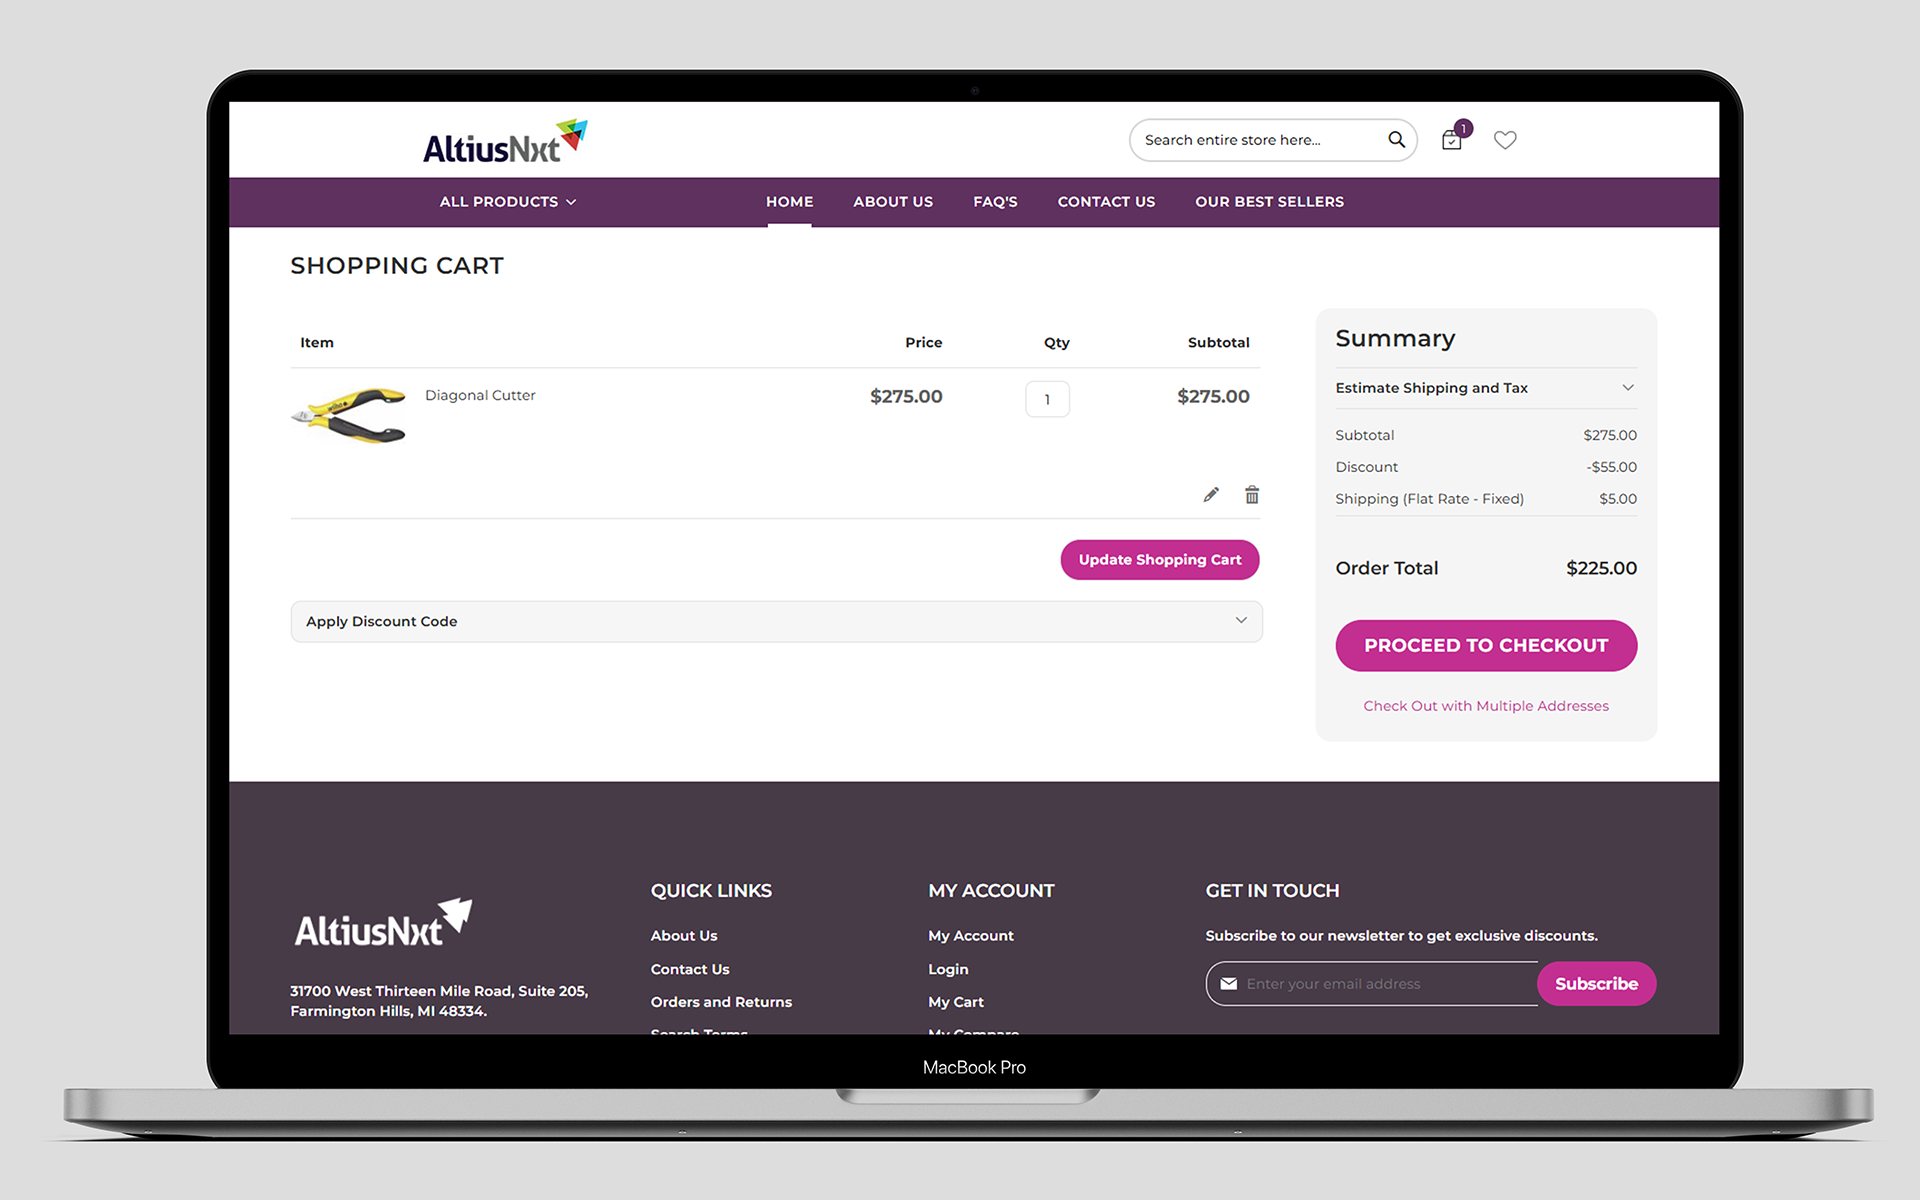 AltiusNxt
Search entire store here...
1
ALL PRODUCTS
HOME
ABOUT US
FAQ'S
CONTACT US
OUR BEST SELLERS
SHOPPING CART
Item
Price
Qty
Subtotal
Diagonal Cutter
$275.00
1
$275.00
Update Shopping Cart
Apply Discount Code
Summary
Estimate Shipping and Tax
Subtotal $275.00
Discount -$55.00
Shipping (Flat Rate - Fixed) $5.00
Order Total $225.00
PROCEED TO CHECKOUT
Check Out with Multiple Addresses
AltiusNxt
31700 West Thirteen Mile Road, Suite 205,
Farmington Hills, MI 48334.
QUICK LINKS
About Us
Contact Us
Orders and Returns
Search Terms
MY ACCOUNT
My Account
Login
My Cart
My Compare
GET IN TOUCH
Subscribe to our newsletter to get exclusive discounts.
Enter your email address
Subscribe
MacBook Pro